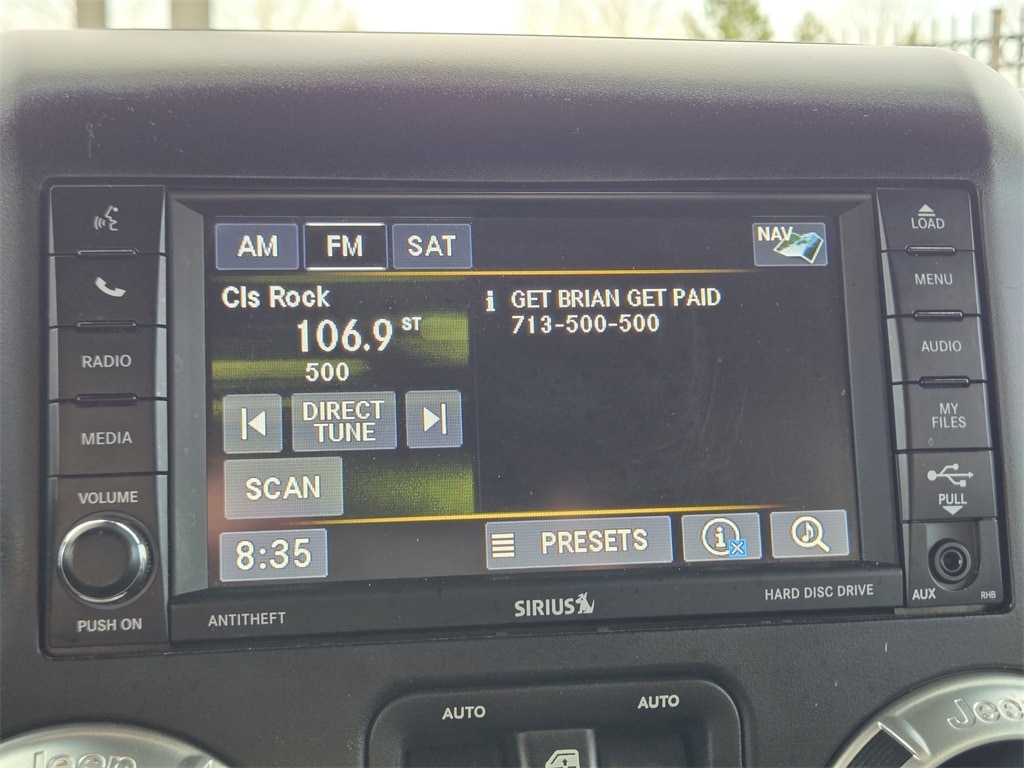 AM FM SAT NAV
Cls Rock
106.9 ST
500
i GET BRIAN GET PAID
713-500-500
DIRECT
TUNE
SCAN
8:35
PRESETS
i
RADIO
MEDIA
VOLUME
PUSH ON
LOAD
MENU
AUDIO
MY
FILES
PULL
AUX
RHB
ANTITHEFT
SIRIUS
HARD DISC DRIVE
AUTO
AUTO
Jeep
Jeep